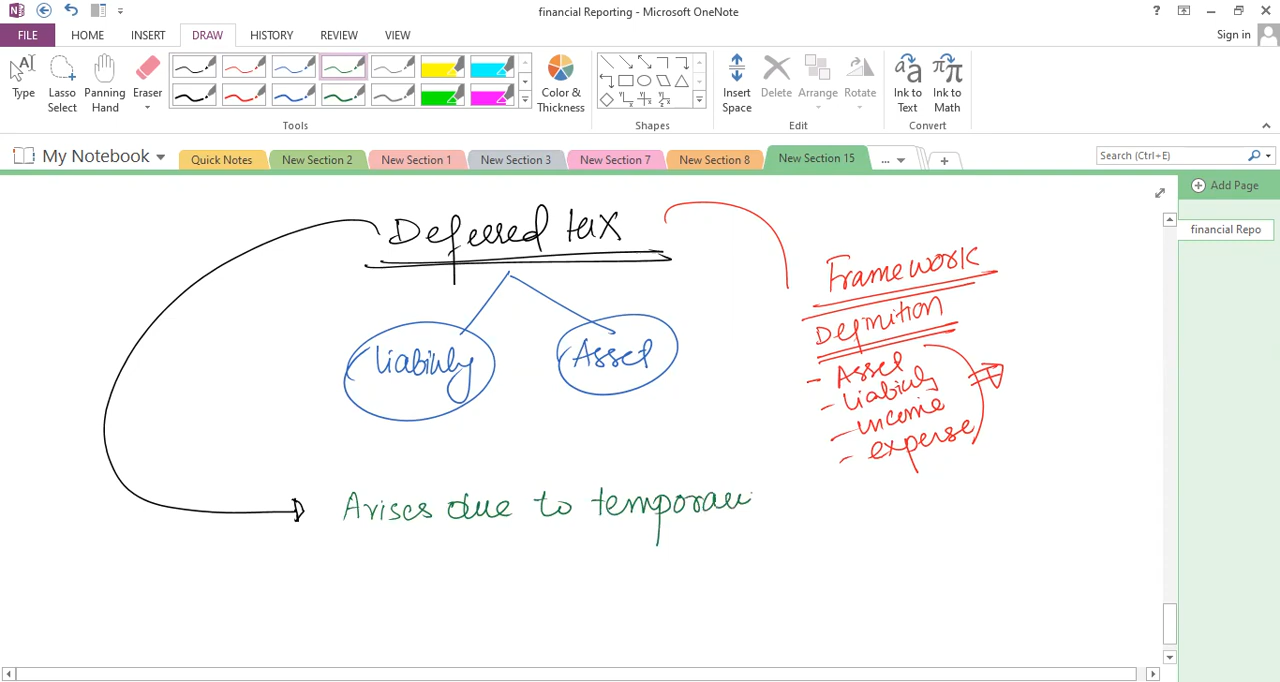 financial Reporting - Microsoft OneNote
?
FILE HOME INSERT DRAW HISTORY REVIEW VIEW
Sign in
Type
Lasso Select
Panning Hand
Eraser
Color & Thickness
Insert Space
Delete
Arrange
Rotate
Ink to Text
Ink to Math
Tools Shapes Edit Convert
My Notebook Quick Notes New Section 2 New Section 1 New Section 3 New Section 7 New Section 8 New Section 15 ...
Search (Ctrl+E)
Add Page
financial Repo
Deferred tax
Liability Asset
Framework
Definition
- Asset
- Liability
- income
- expense
Arises due to temporar